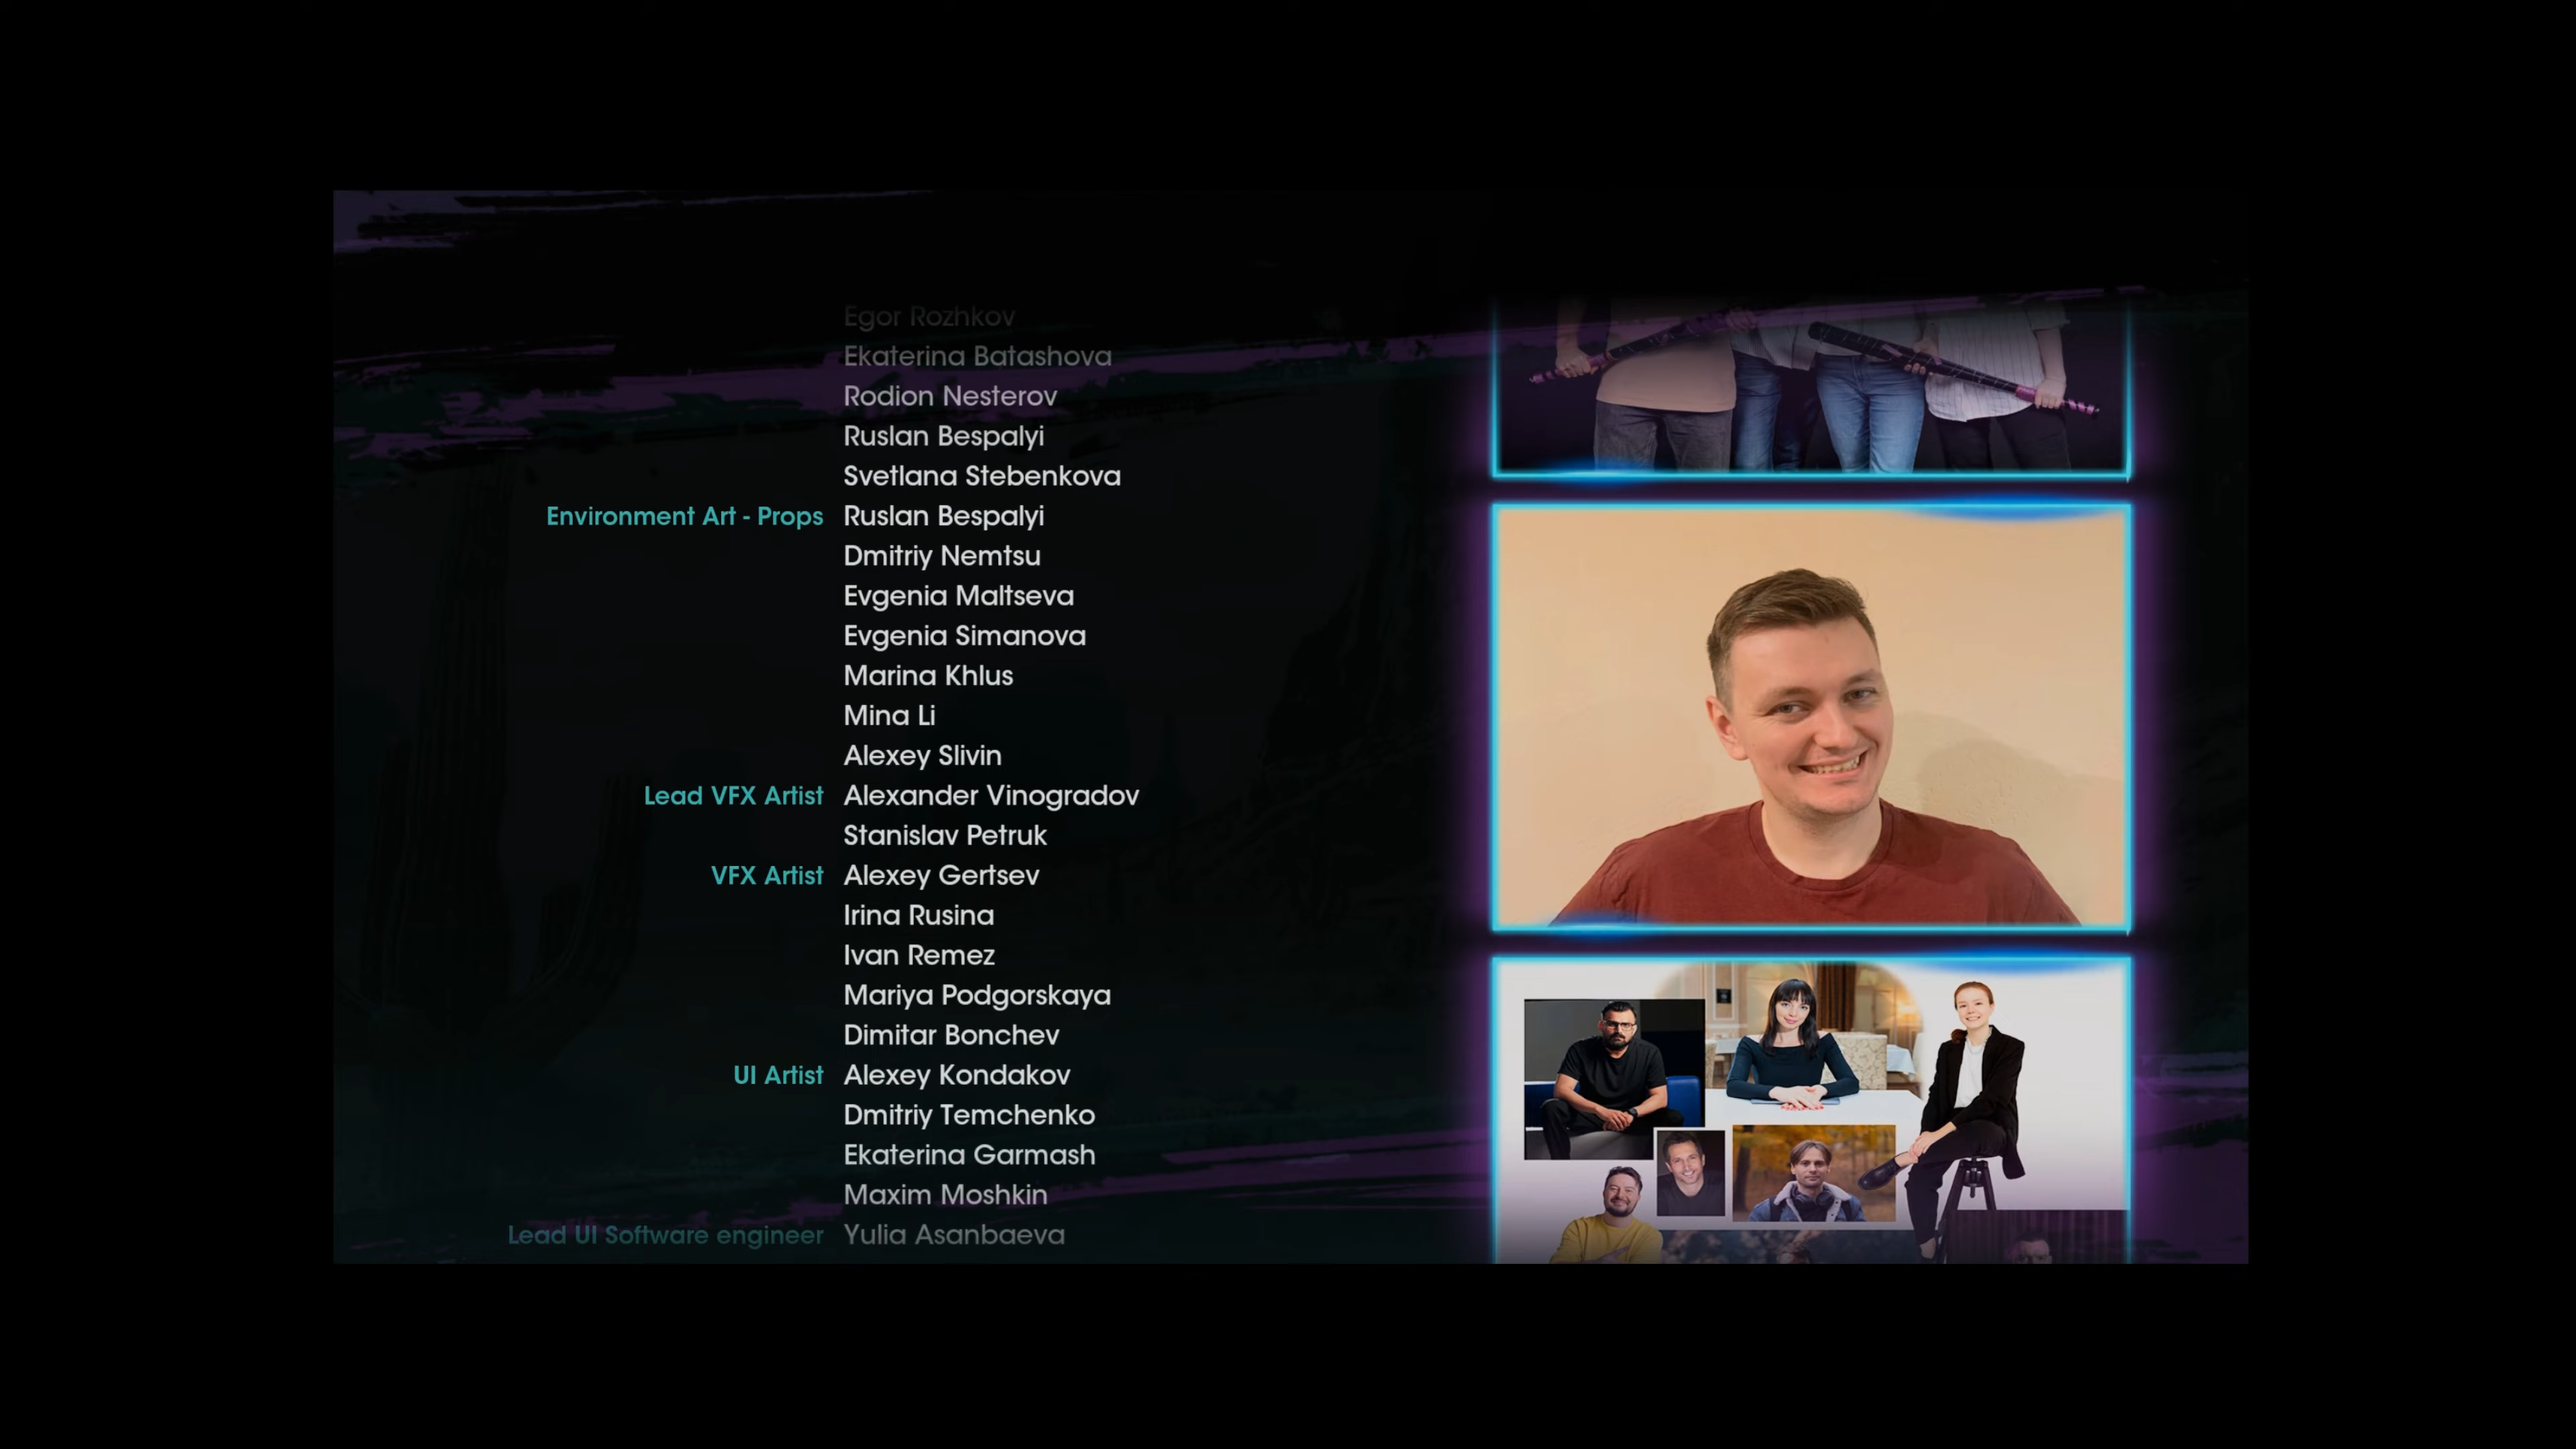 Egor Rozhkov
Ekaterina Batashova
Rodion Nesterov
Ruslan Bespalyi
Svetlana Stebenkova
Environment Art - Props Ruslan Bespalyi
Dmitriy Nemtsu
Evgenia Maltseva
Evgenia Simanova
Marina Khlus
Mina Li
Alexey Slivin
Lead VFX Artist Alexander Vinogradov
Stanislav Petruk
VFX Artist Alexey Gertsev
Irina Rusina
Ivan Remez
Mariya Podgorskaya
Dimitar Bonchev
UI Artist Alexey Kondakov
Dmitriy Temchenko
Ekaterina Garmash
Maxim Moshkin
Lead UI Software engineer Yulia Asanbaeva